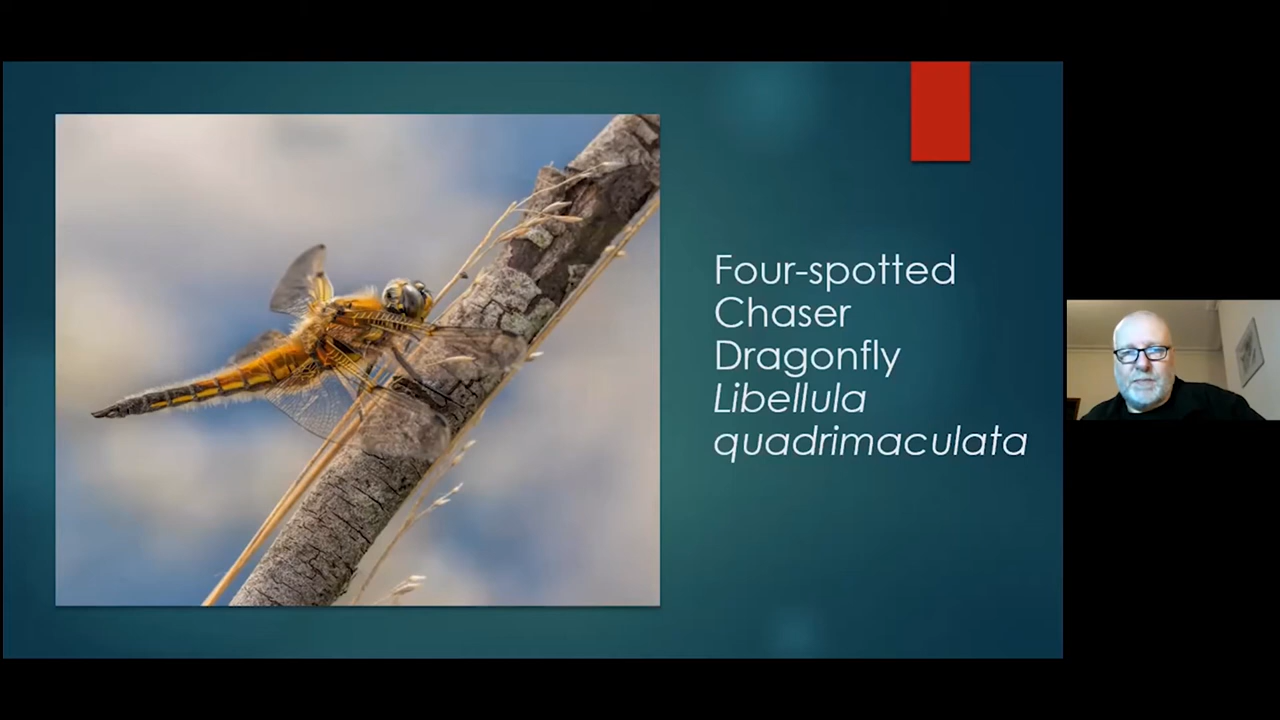 Four-spotted
Chaser
Dragonfly
Libellula
quadrimaculata